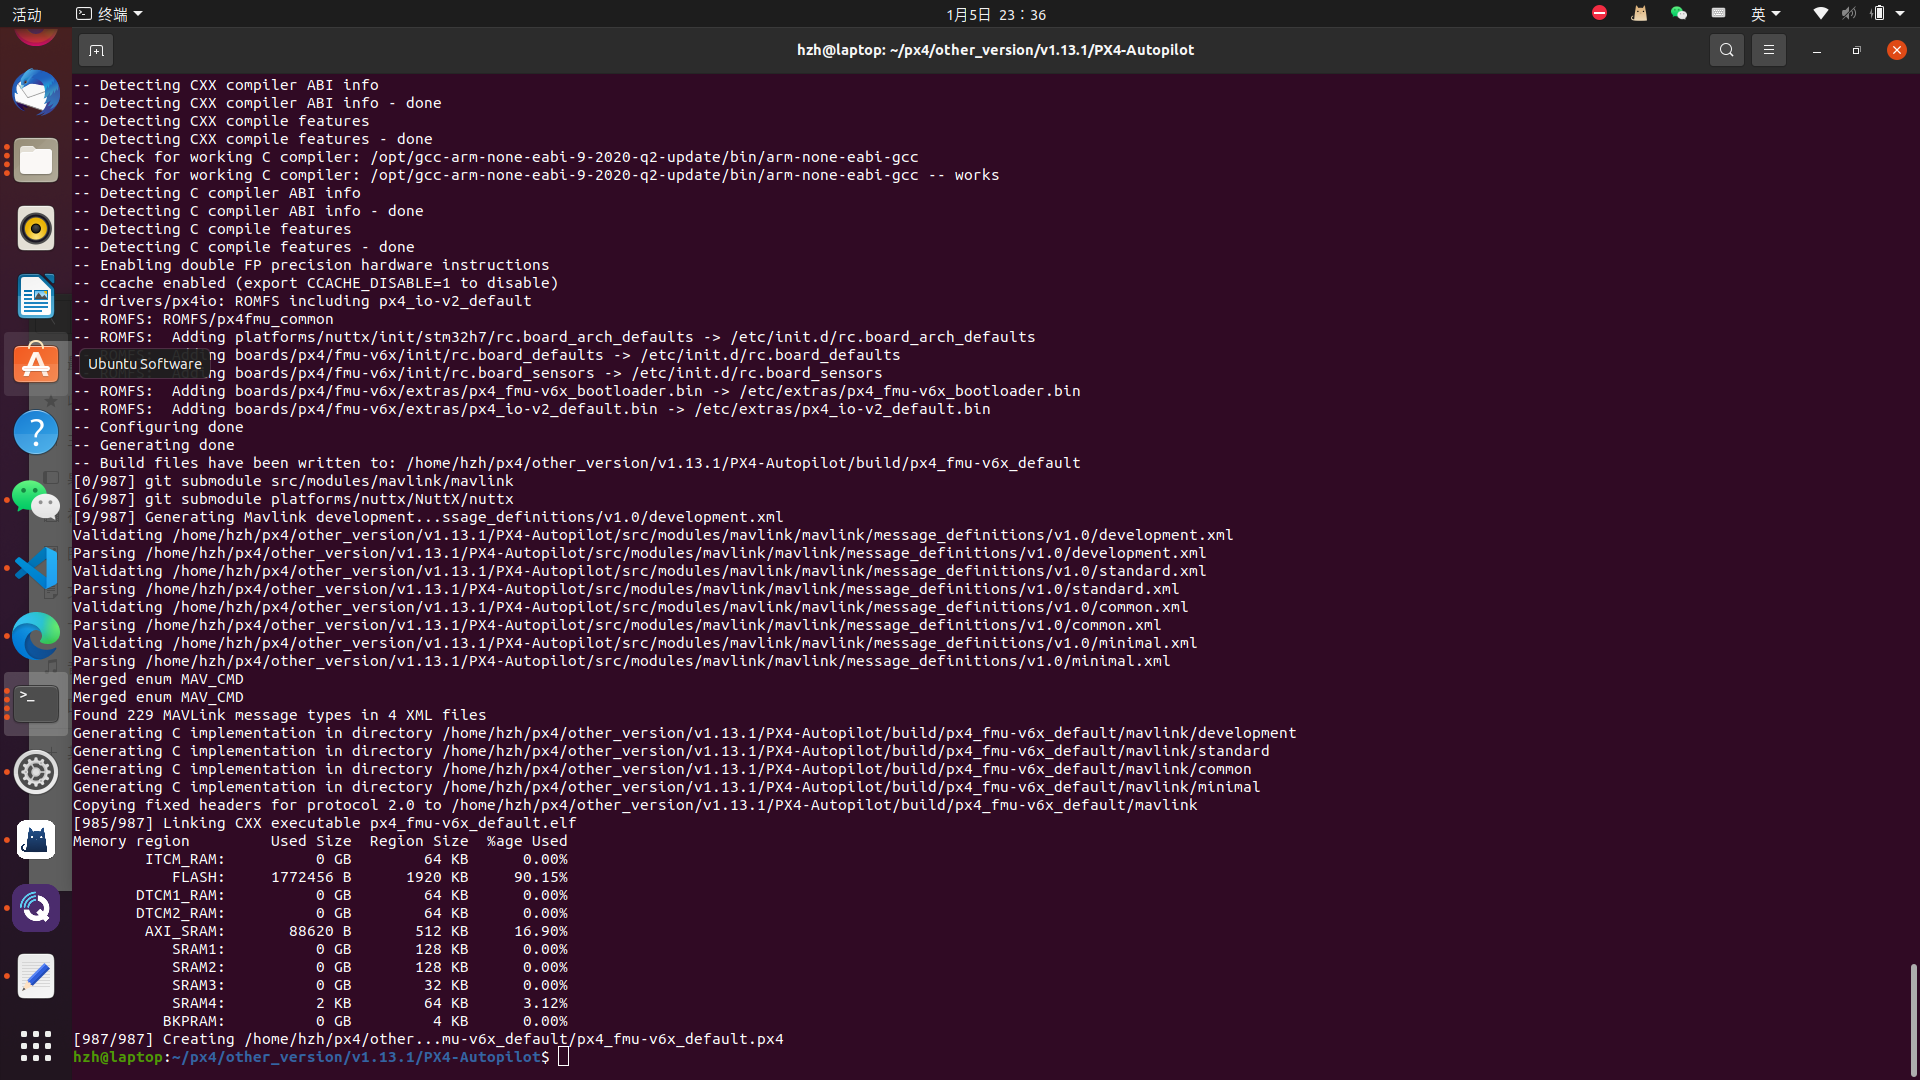 活动
终端
1月5日 23：36
英
hzh@laptop: ~/px4/other_version/v1.13.1/PX4-Autopilot
-- Detecting CXX compiler ABI info
-- Detecting CXX compiler ABI info - done
-- Detecting CXX compile features
-- Detecting CXX compile features - done
-- Check for working C compiler: /opt/gcc-arm-none-eabi-9-2020-q2-update/bin/arm-none-eabi-gcc
-- Check for working C compiler: /opt/gcc-arm-none-eabi-9-2020-q2-update/bin/arm-none-eabi-gcc -- works
-- Detecting C compiler ABI info
-- Detecting C compiler ABI info - done
-- Detecting C compile features
-- Detecting C compile features - done
-- Enabling double FP precision hardware instructions
-- ccache enabled (export CCACHE_DISABLE=1 to disable)
-- drivers/px4io: ROMFS including px4_io-v2_default
-- ROMFS: ROMFS/px4fmu_common
-- ROMFS:  Adding platforms/nuttx/init/stm32h7/rc.board_arch_defaults -> /etc/init.d/rc.board_arch_defaults
ng boards/px4/fmu-v6x/init/rc.board_defaults -> /etc/init.d/rc.board_defaults
Ubuntu Software
ng boards/px4/fmu-v6x/init/rc.board_sensors -> /etc/init.d/rc.board_sensors
-- ROMFS:  Adding boards/px4/fmu-v6x/extras/px4_fmu-v6x_bootloader.bin -> /etc/extras/px4_fmu-v6x_bootloader.bin
-- ROMFS:  Adding boards/px4/fmu-v6x/extras/px4_io-v2_default.bin -> /etc/extras/px4_io-v2_default.bin
-- Configuring done
-- Generating done
-- Build files have been written to: /home/hzh/px4/other_version/v1.13.1/PX4-Autopilot/build/px4_fmu-v6x_default
[0/987] git submodule src/modules/mavlink/mavlink
[6/987] git submodule platforms/nuttx/NuttX/nuttx
[9/987] Generating Mavlink development...ssage_definitions/v1.0/development.xml
Validating /home/hzh/px4/other_version/v1.13.1/PX4-Autopilot/src/modules/mavlink/mavlink/message_definitions/v1.0/development.xml
Parsing /home/hzh/px4/other_version/v1.13.1/PX4-Autopilot/src/modules/mavlink/mavlink/message_definitions/v1.0/development.xml
Validating /home/hzh/px4/other_version/v1.13.1/PX4-Autopilot/src/modules/mavlink/mavlink/message_definitions/v1.0/standard.xml
Parsing /home/hzh/px4/other_version/v1.13.1/PX4-Autopilot/src/modules/mavlink/mavlink/message_definitions/v1.0/standard.xml
Validating /home/hzh/px4/other_version/v1.13.1/PX4-Autopilot/src/modules/mavlink/mavlink/message_definitions/v1.0/common.xml
Parsing /home/hzh/px4/other_version/v1.13.1/PX4-Autopilot/src/modules/mavlink/mavlink/message_definitions/v1.0/common.xml
Validating /home/hzh/px4/other_version/v1.13.1/PX4-Autopilot/src/modules/mavlink/mavlink/message_definitions/v1.0/minimal.xml
Parsing /home/hzh/px4/other_version/v1.13.1/PX4-Autopilot/src/modules/mavlink/mavlink/message_definitions/v1.0/minimal.xml
Merged enum MAV_CMD
Merged enum MAV_CMD
Found 229 MAVLink message types in 4 XML files
Generating C implementation in directory /home/hzh/px4/other_version/v1.13.1/PX4-Autopilot/build/px4_fmu-v6x_default/mavlink/development
Generating C implementation in directory /home/hzh/px4/other_version/v1.13.1/PX4-Autopilot/build/px4_fmu-v6x_default/mavlink/standard
Generating C implementation in directory /home/hzh/px4/other_version/v1.13.1/PX4-Autopilot/build/px4_fmu-v6x_default/mavlink/common
Generating C implementation in directory /home/hzh/px4/other_version/v1.13.1/PX4-Autopilot/build/px4_fmu-v6x_default/mavlink/minimal
Copying fixed headers for protocol 2.0 to /home/hzh/px4/other_version/v1.13.1/PX4-Autopilot/build/px4_fmu-v6x_default/mavlink
[985/987] Linking CXX executable px4_fmu-v6x_default.elf
Memory region         Used Size  Region Size  %age Used
ITCM_RAM:          0 GB        64 KB      0.00%
FLASH:     1772456 B      1920 KB     90.15%
DTCM1_RAM:          0 GB        64 KB      0.00%
DTCM2_RAM:          0 GB        64 KB      0.00%
AXI_SRAM:       88620 B       512 KB     16.90%
SRAM1:          0 GB       128 KB      0.00%
SRAM2:          0 GB       128 KB      0.00%
SRAM3:          0 GB        32 KB      0.00%
SRAM4:          2 KB        64 KB      3.12%
BKPRAM:          0 GB         4 KB      0.00%
[987/987] Creating /home/hzh/px4/other...mu-v6x_default/px4_fmu-v6x_default.px4
hzh@laptop:~/px4/other_version/v1.13.1/PX4-Autopilot$